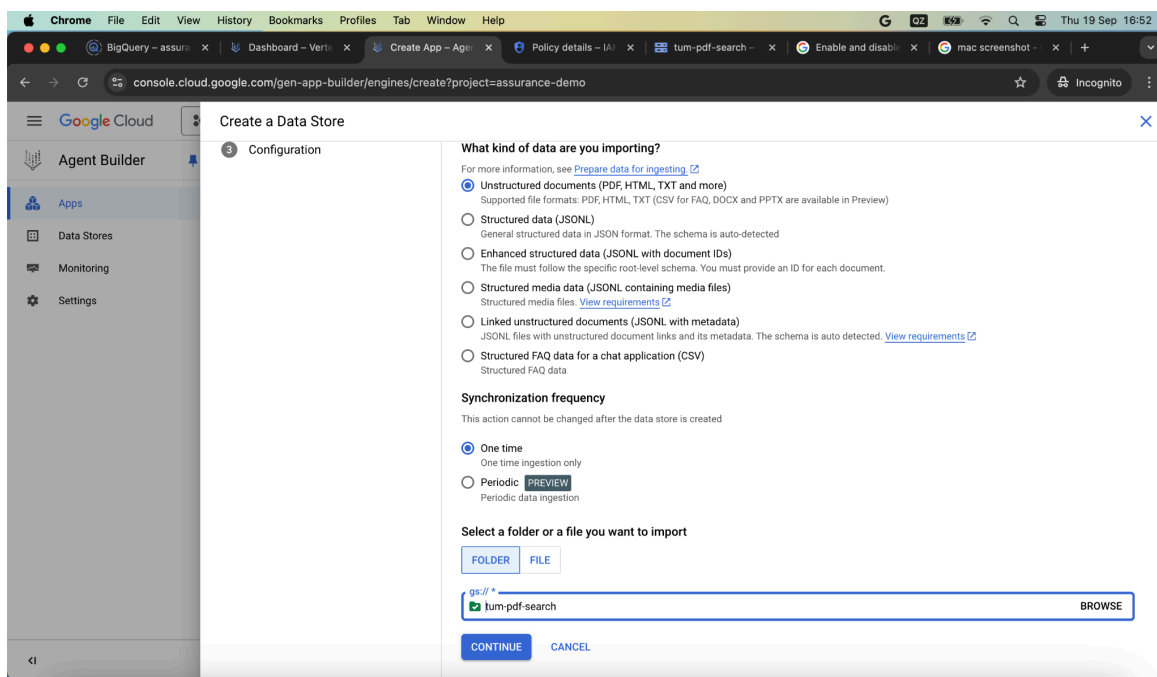 Chrome File Edit View History Bookmarks Profiles Tab Window Help
G QZ Thu 19 Sep 16:52
BigQuery – assura
Dashboard – Verte
Create App – Agen
Policy details – IA
tum-pdf-search –
Enable and disable
mac screenshot –
console.cloud.google.com/gen-app-builder/engines/create?project=assurance-demo
Incognito
Google Cloud
Agent Builder
Apps
Data Stores
Monitoring
Settings
Create a Data Store
3 Configuration
What kind of data are you importing?
For more information, see Prepare data for ingesting.
Unstructured documents (PDF, HTML, TXT and more)
Supported file formats: PDF, HTML, TXT (CSV for FAQ, DOCX and PPTX are available in Preview)
Structured data (JSONL)
General structured data in JSON format. The schema is auto-detected
Enhanced structured data (JSONL with document IDs)
The file must follow the specific root-level schema. You must provide an ID for each document.
Structured media data (JSONL containing media files)
Structured media files. View requirements
Linked unstructured documents (JSONL with metadata)
JSONL files with unstructured document links and its metadata. The schema is auto detected. View requirements
Structured FAQ data for a chat application (CSV)
Structured FAQ data
Synchronization frequency
This action cannot be changed after the data store is created
One time
One time ingestion only
Periodic PREVIEW
Periodic data ingestion
Select a folder or a file you want to import
FOLDER FILE
gs:// *
tum-pdf-search BROWSE
CONTINUE CANCEL